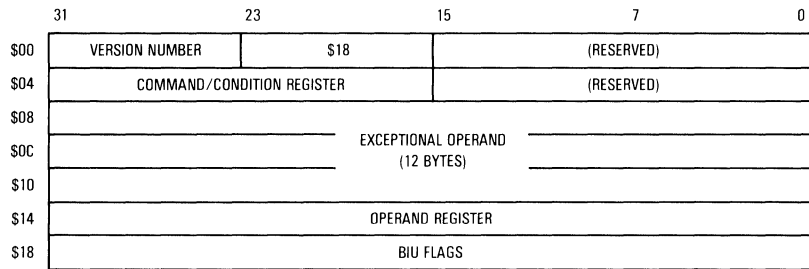 31 23 15 7 0
$00 VERSION NUMBER $18 (RESERVED)
$04 COMMAND/CONDITION REGISTER (RESERVED)
$08
EXCEPTIONAL OPERAND
$0C
(12 BYTES)
$10
$14 OPERAND REGISTER
$18 BIU FLAGS